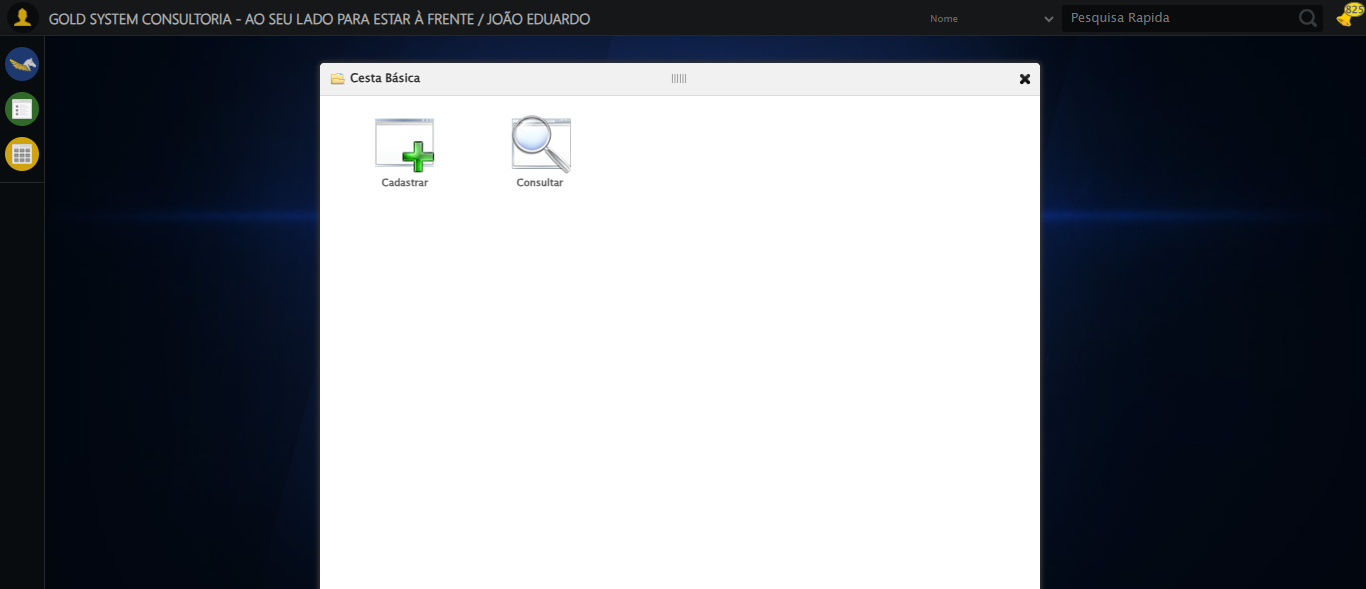 GOLD SYSTEM CONSULTORIA - AO SEU LADO PARA ESTAR À FRENTE / JOÃO EDUARDO
Nome
Pesquisa Rapida
825
Cesta Básica
Cadastrar
Consultar